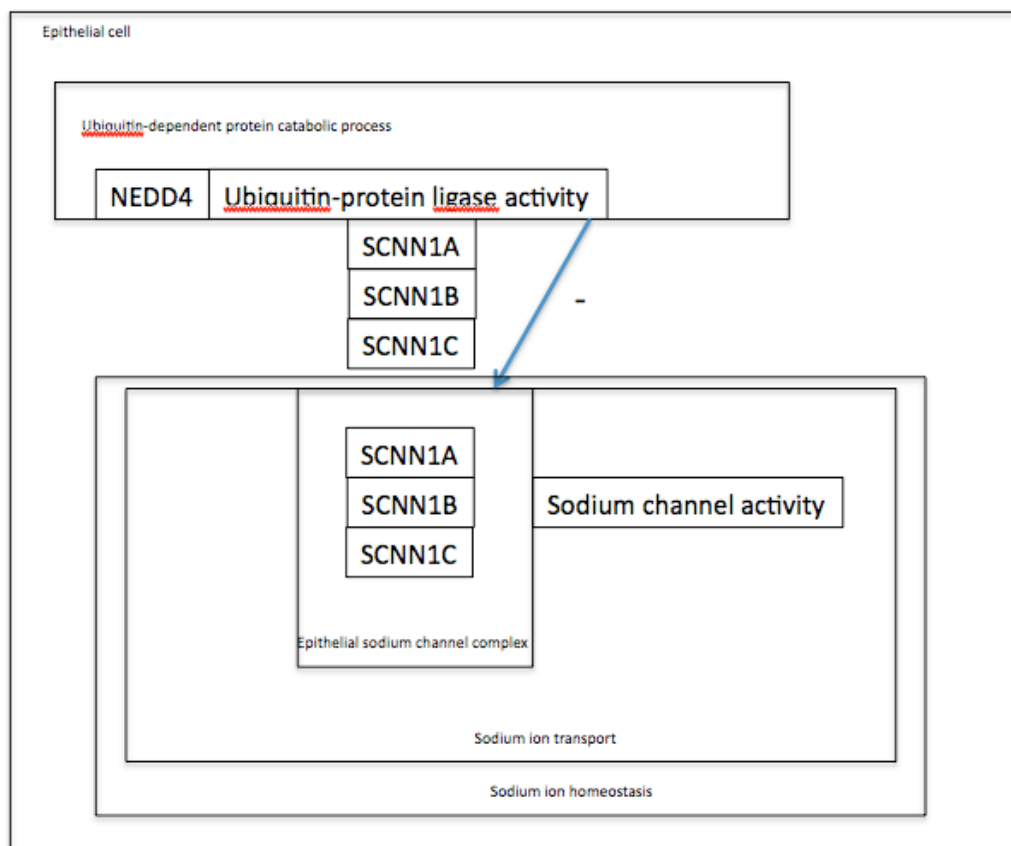 Epithelial cell
Ubiquitin-dependent protein catabolic process
NEDD4 Ubiquitin-protein ligase activity
SCNN1A
SCNN1B
-
SCNN1C
SCNN1A
SCNN1B Sodium channel activity
SCNN1C
Epithelial sodium channel complex
Sodium ion transport
Sodium ion homeostasis